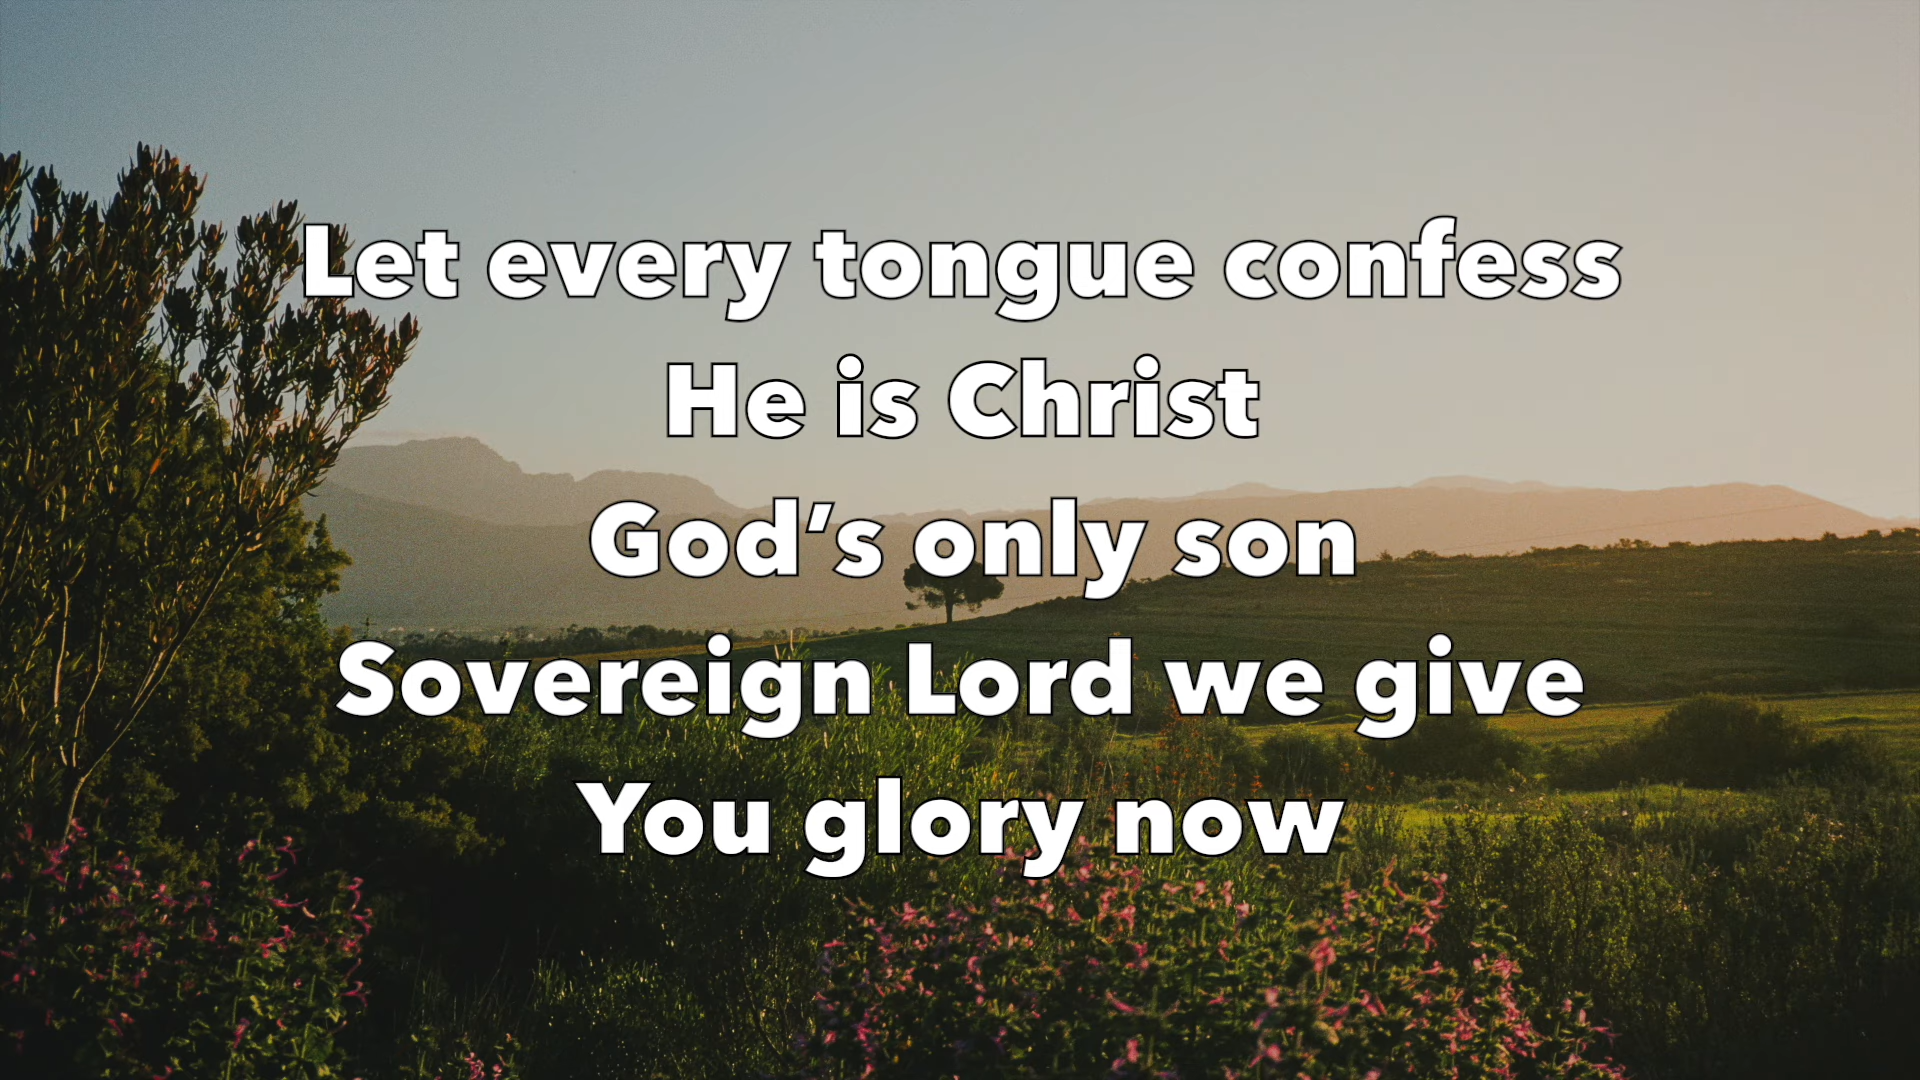 Let every tongue confess
He is Christ
God’s only son
Sovereign Lord we give
You glory now